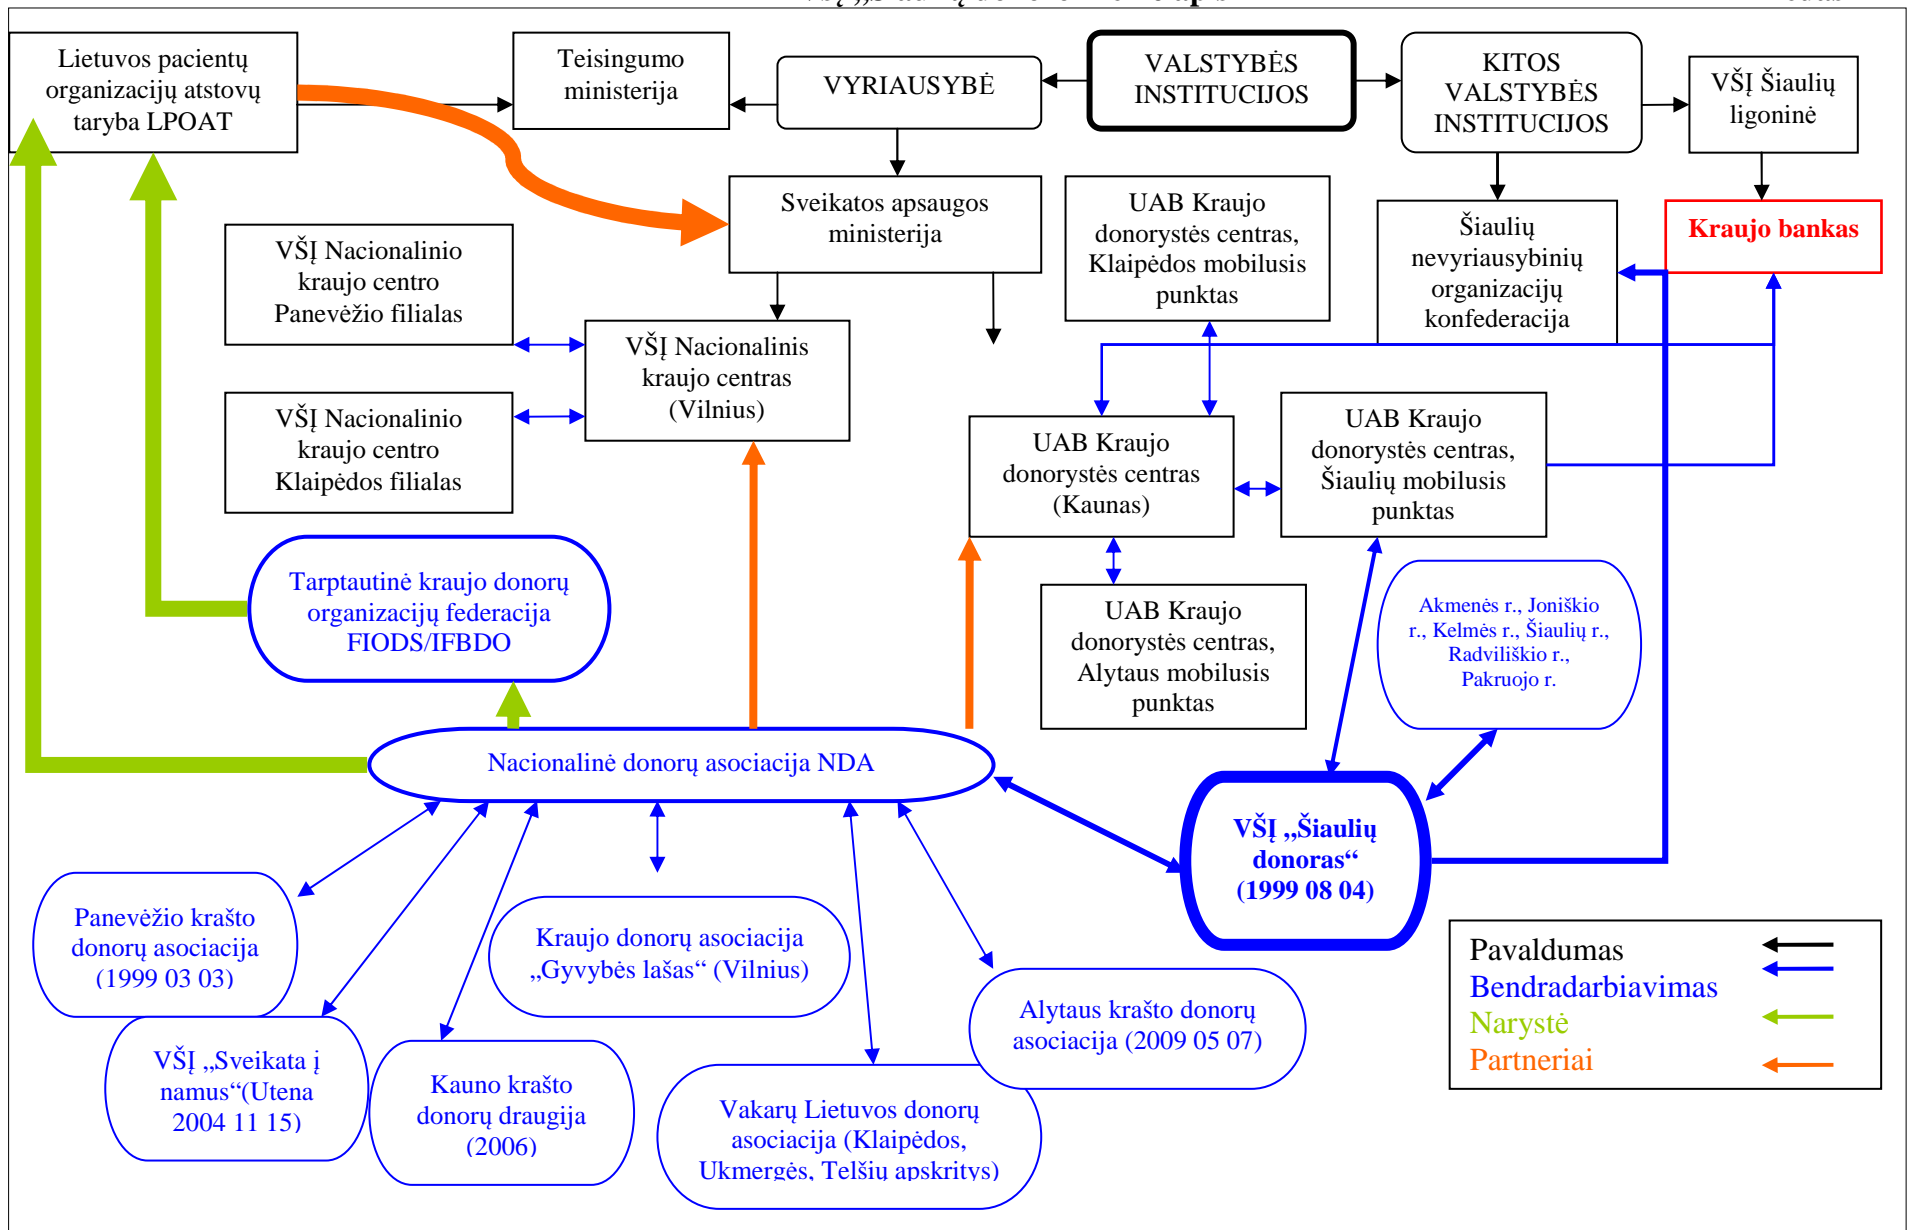 Lietuvos pacientų
organizacijų atstovų
taryba LPOAT
Teisingumo
ministerija
VYRIAUSYBĖ
VALSTYBĖS
INSTITUCIJOS
KITOS
VALSTYBĖS
INSTITUCIJOS
VŠĮ Šiaulių
ligoninė
Sveikatos apsaugos
ministerija
UAB Kraujo
donorystės centras,
Klaipėdos mobilusis
punktas
Šiaulių
nevyriausybinių
organizacijų
konfederacija
Kraujo bankas
VŠĮ Nacionalinio
kraujo centro
Panevėžio filialas
VŠĮ Nacionalinis
kraujo centras
(Vilnius)
VŠĮ Nacionalinio
kraujo centro
Klaipėdos filialas
UAB Kraujo
donorystės centras
(Kaunas)
UAB Kraujo
donorystės centras,
Šiaulių mobilusis
punktas
Tarptautinė kraujo donorų
organizacijų federacija
FIODS/IFBDO
UAB Kraujo
donorystės centras,
Alytaus mobilusis
punktas
Akmenės r., Joniškio
r., Kelmės r., Šiaulių r.,
Radviliškio r.,
Pakruojo r.
Nacionalinė donorų asociacija NDA
VŠĮ „Šiaulių
donoras“
(1999 08 04)
Panevėžio krašto
donorų asociacija
(1999 03 03)
Kraujo donorų asociacija
„Gyvybės lašas“ (Vilnius)
Alytaus krašto donorų
asociacija (2009 05 07)
VŠĮ „Sveikata į
namus“(Utena
2004 11 15)
Kauno krašto
donorų draugija
(2006)
Vakarų Lietuvos donorų
asociacija (Klaipėdos,
Ukmergės, Telšių apskritys)
Pavaldumas
Bendradarbiavimas
Narystė
Partneriai